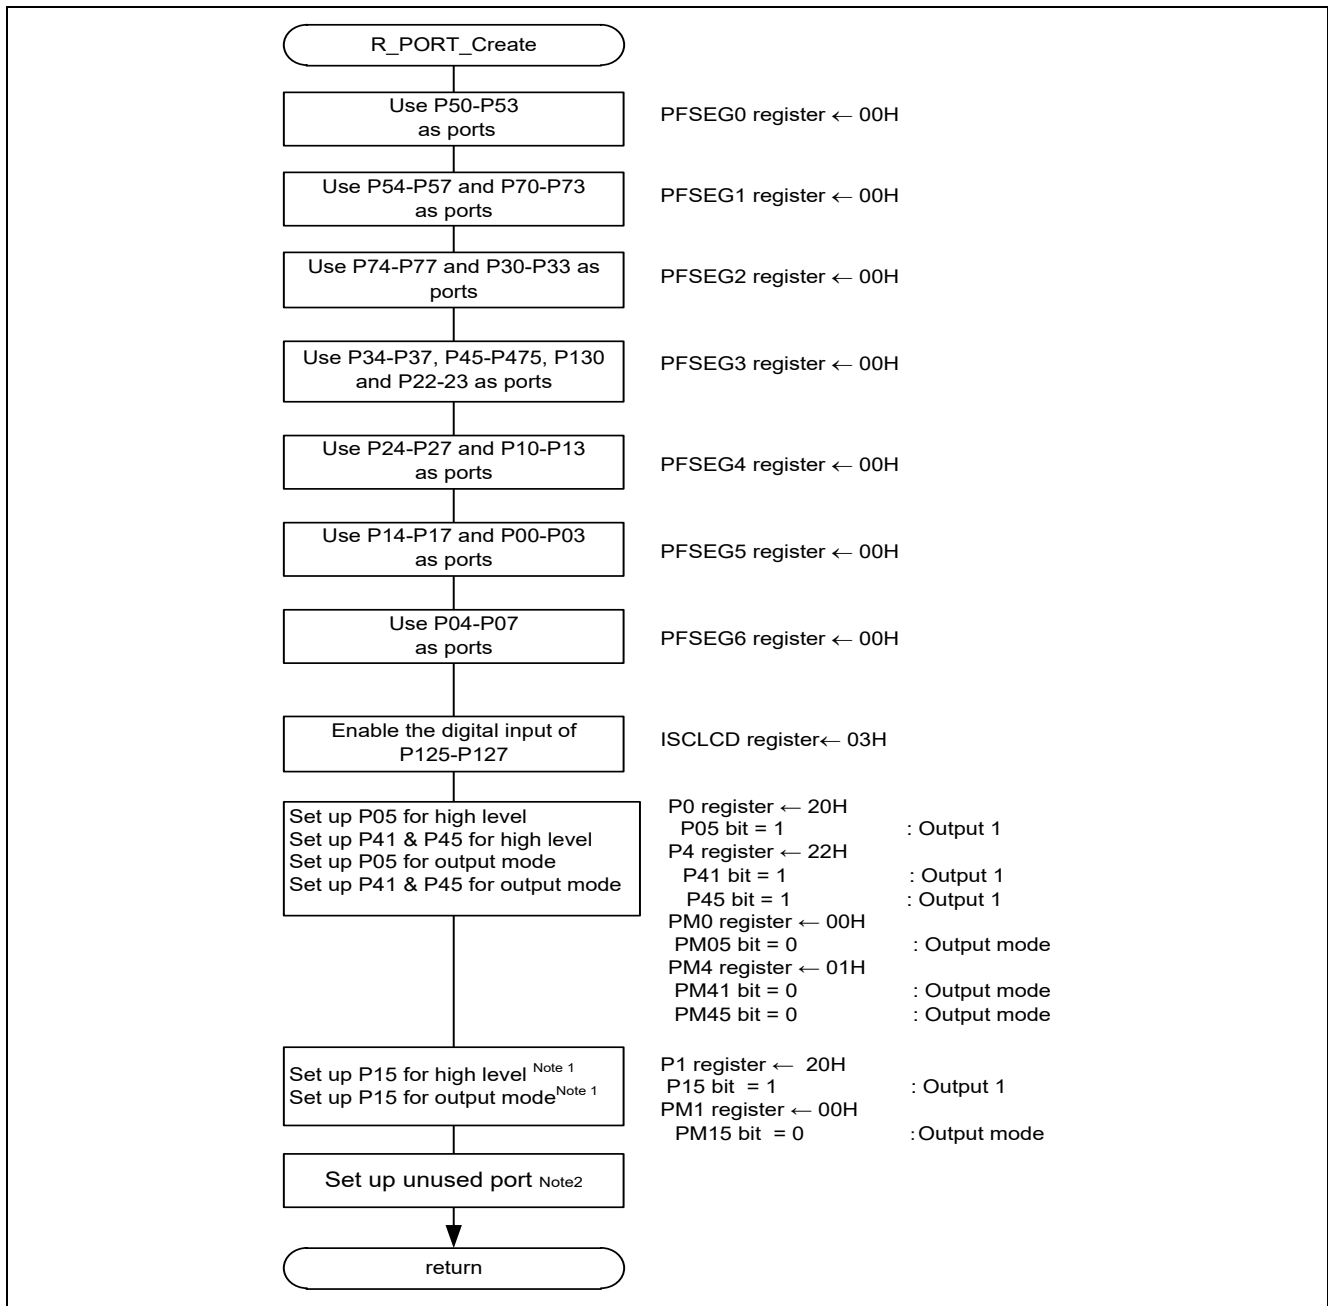 R_PORT_Create
Use P50-P53
as ports
PFSEG0 register ← 00H
Use P54-P57 and P70-P73
as ports
PFSEG1 register ← 00H
Use P74-P77 and P30-P33 as
ports
PFSEG2 register ← 00H
Use P34-P37, P45-P475, P130
and P22-23 as ports
PFSEG3 register ← 00H
Use P24-P27 and P10-P13
as ports
PFSEG4 register ← 00H
Use P14-P17 and P00-P03
as ports
PFSEG5 register ← 00H
Use P04-P07
as ports
PFSEG6 register ← 00H
Enable the digital input of
P125-P127
ISCLCD register← 03H
Set up P05 for high level
Set up P41 & P45 for high level
Set up P05 for output mode
Set up P41 & P45 for output mode
P0 register ← 20H
P05 bit = 1 : Output 1
P4 register ← 22H
P41 bit = 1 : Output 1
P45 bit = 1 : Output 1
PM0 register ← 00H
PM05 bit = 0 : Output mode
PM4 register ← 01H
PM41 bit = 0 : Output mode
PM45 bit = 0 : Output mode
Set up P15 for high level Note 1
Set up P15 for output mode Note 1
P1 register ← 20H
P15 bit = 1 : Output 1
PM1 register ← 00H
PM15 bit = 0 : Output mode
Set up unused port Note2
return